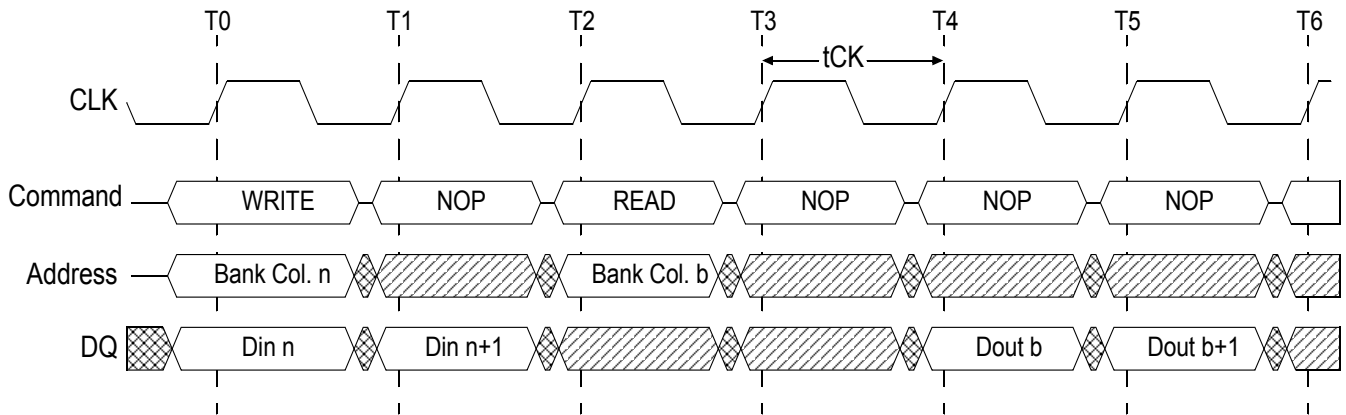 T0 T1 T2 T3 T4 T5 T6
tCK
CLK
Command WRITE NOP READ NOP NOP NOP
Address Bank Col. n Bank Col. b
DQ Din n Din n+1 Dout b Dout b+1